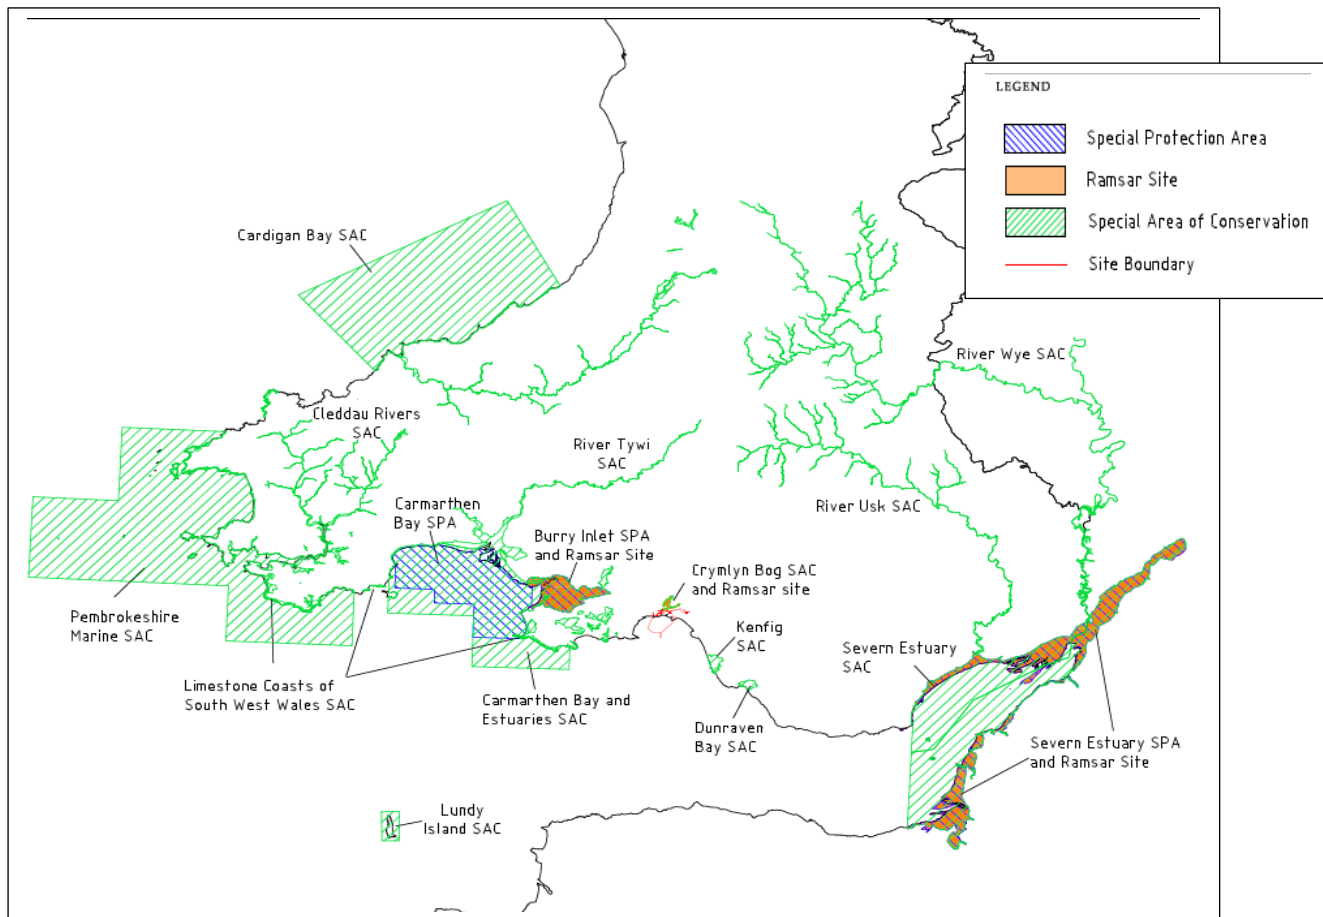 LEGEND
Special Protection Area
Ramsar Site
Special Area of Conservation
Site Boundary
Cardigan Bay SAC
River Wye SAC
Cleddau Rivers
SAC
River Tywi
SAC
Carmarthen
Bay SPA
River Usk SAC
Burry Inlet SPA
and Ramsar Site
Crymlyn Bog SAC
and Ramsar site
Pembrokeshire
Marine SAC
Kenfig
SAC
Severn Estuary
SAC
Limestone Coasts of
South West Wales SAC
Carmarthen Bay and
Estuaries SAC
Dunraven
Bay SAC
Severn Estuary SPA
and Ramsar Site
Lundy
Island SAC